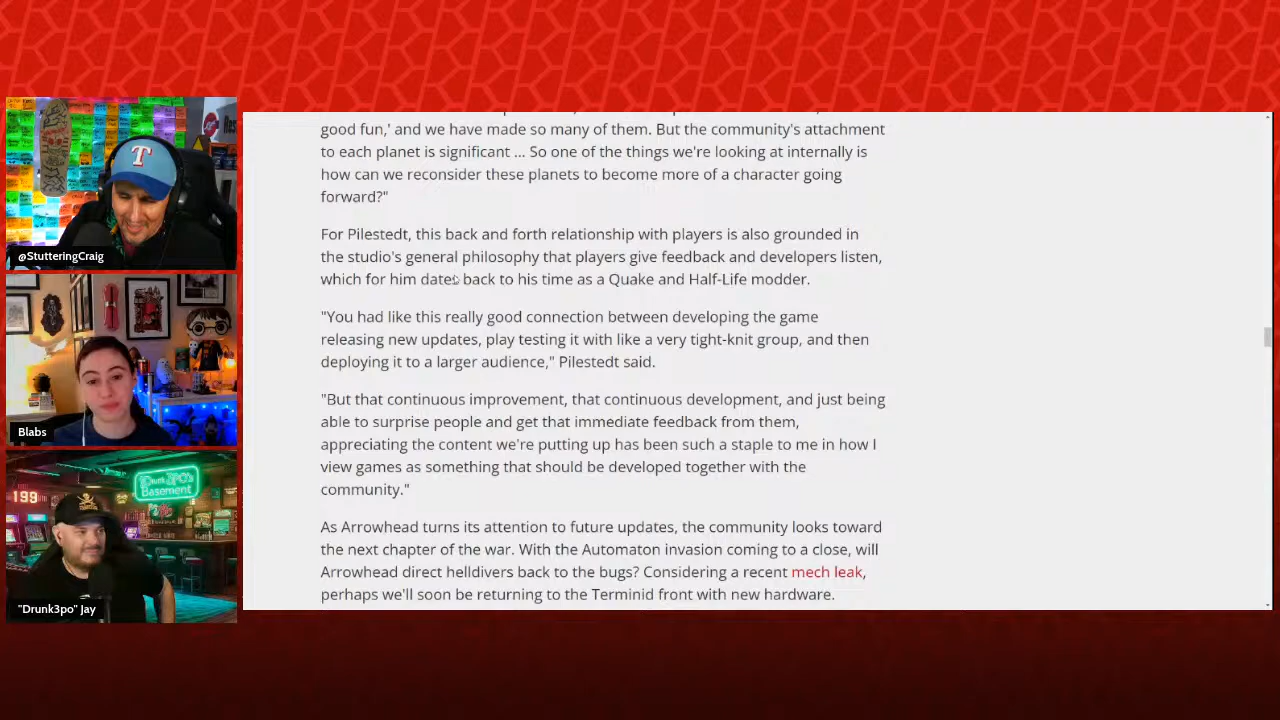 good fun,' and we have made so many of them. But the community's attachment
to each planet is significant ... So one of the things we're looking at internally is
how can we reconsider these planets to become more of a character going
forward?"
For Pilestedt, this back and forth relationship with players is also grounded in
the studio's general philosophy that players give feedback and developers listen,
which for him dates back to his time as a Quake and Half-Life modder.
"You had like this really good connection between developing the game
releasing new updates, play testing it with like a very tight-knit group, and then
deploying it to a larger audience," Pilestedt said.
"But that continuous improvement, that continuous development, and just being
able to surprise people and get that immediate feedback from them,
appreciating the content we're putting up has been such a staple to me in how I
view games as something that should be developed together with the
community."
As Arrowhead turns its attention to future updates, the community looks toward
the next chapter of the war. With the Automaton invasion coming to a close, will
Arrowhead direct helldivers back to the bugs? Considering a recent mech leak,
perhaps we'll soon be returning to the Terminid front with new hardware.
T
@StutteringCraig
Blabs
199
Drunk 3PO's
Basement
"Drunk3po" Jay